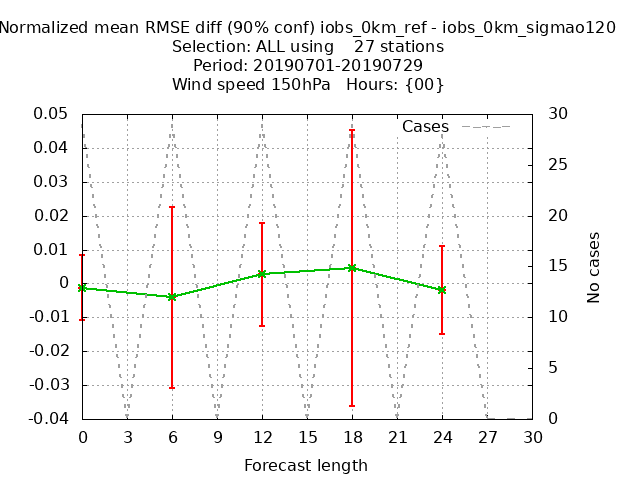 Normalized mean RMSE diff (90% conf) iobs_0km_ref - iobs_0km_sigmao120
Selection: ALL using    27 stations
Period: 20190701-20190729
Wind speed 150hPa   Hours: {00}
Cases
0.05
0.04
0.03
0.02
0.01
0
-0.01
-0.02
-0.03
-0.04
30
25
20
15
10
5
0
No cases
0 3 6 9 12 15 18 21 24 27 30
Forecast length